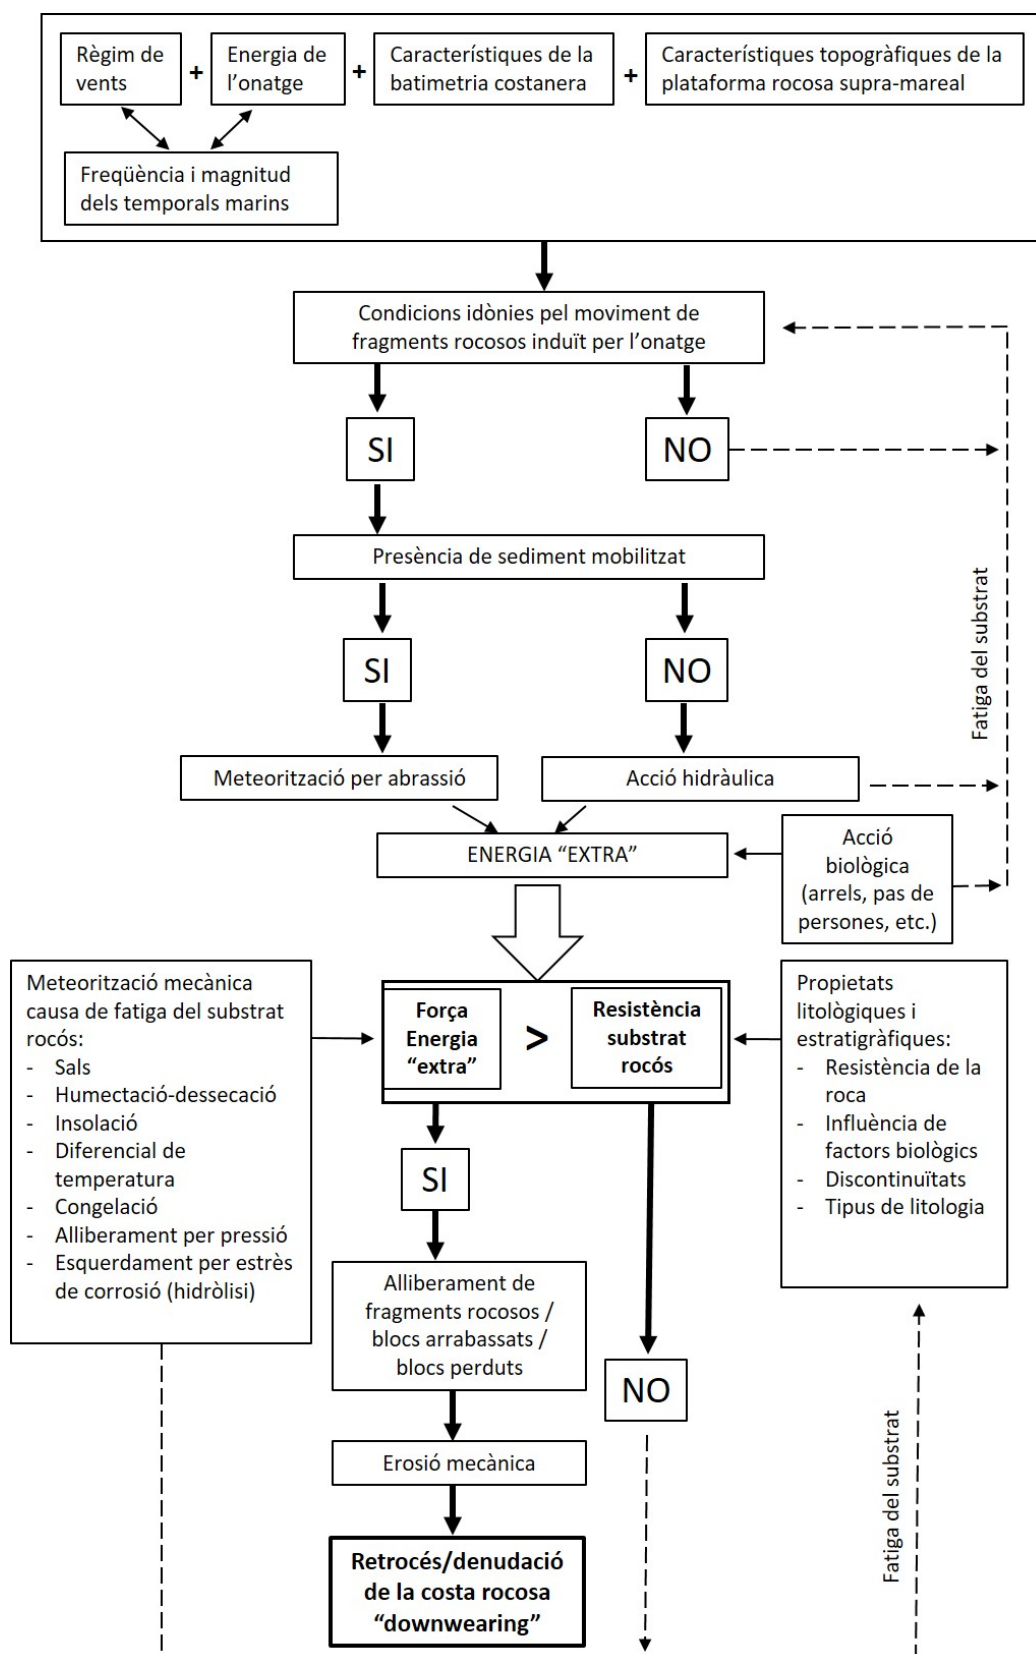 Règim de
vents
+
Energia de
l’onatge
+
Característiques de la
batimetria costanera
+
Característiques topogràfiques de la
plataforma rocosa supra-mareal
Freqüència i magnitud
dels temporals marins
Condicions idònies pel moviment de
fragments rocosos induït per l’onatge
SI
NO
Presència de sediment mobilitzat
SI
NO
Fatiga del substrat
Meteorització per abrassió
Acció hidràulica
ENERGIA “EXTRA”
Acció
biològica
(arrels, pas de
persones, etc.)
Meteorització mecànica
causa de fatiga del substrat
rocós:
- Sals
- Humectació-dessecació
- Insolació
- Diferencial de
temperatura
- Congelació
- Alliberament per pressió
- Esquerdament per estrès
de corrosió (hidròlisi)
Força
Energia
“extra”
>
Resistència
substrat
rocós
Propietats
litològiques i
estratigràfiques:
- Resistència de la
roca
- Influència de
factors biològics
- Discontinuïtats
- Tipus de litologia
SI
Alliberament de
fragments rocosos /
blocs arrabassats /
blocs perduts
NO
Erosió mecànica
Fatiga del substrat
Retrocés/denudació
de la costa rocosa
“downwearing”